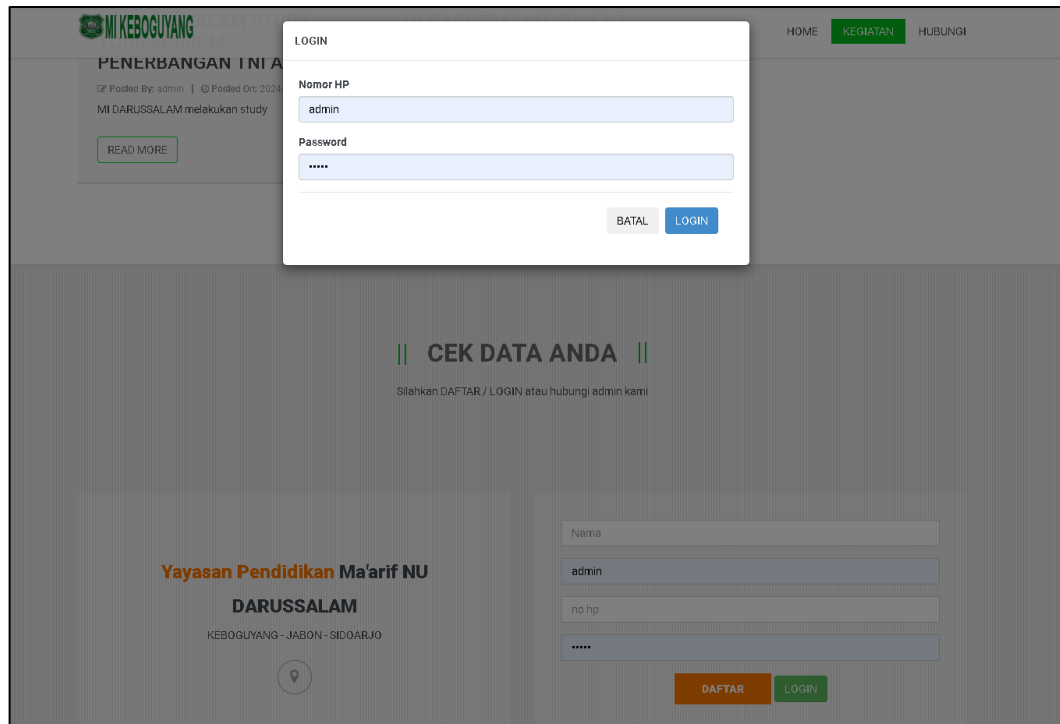 MI KEBOGUYANG
HOME
KEGIATAN
HUBUNGI
LOGIN
PENERBANGAN TNI A
Posted By: admin | Posted On: 2024-
MI DARUSSALAM melakukan study
READ MORE
Nomor HP
admin
Password
•••••
BATAL
LOGIN
|| CEK DATA ANDA ||
Silahkan DAFTAR / LOGIN atau hubungi admin kami
Yayasan Pendidikan Ma'arif NU
DARUSSALAM
KEBOGUYANG - JABON - SIDOARJO
Nama
admin
no hp
•••••
DAFTAR
LOGIN